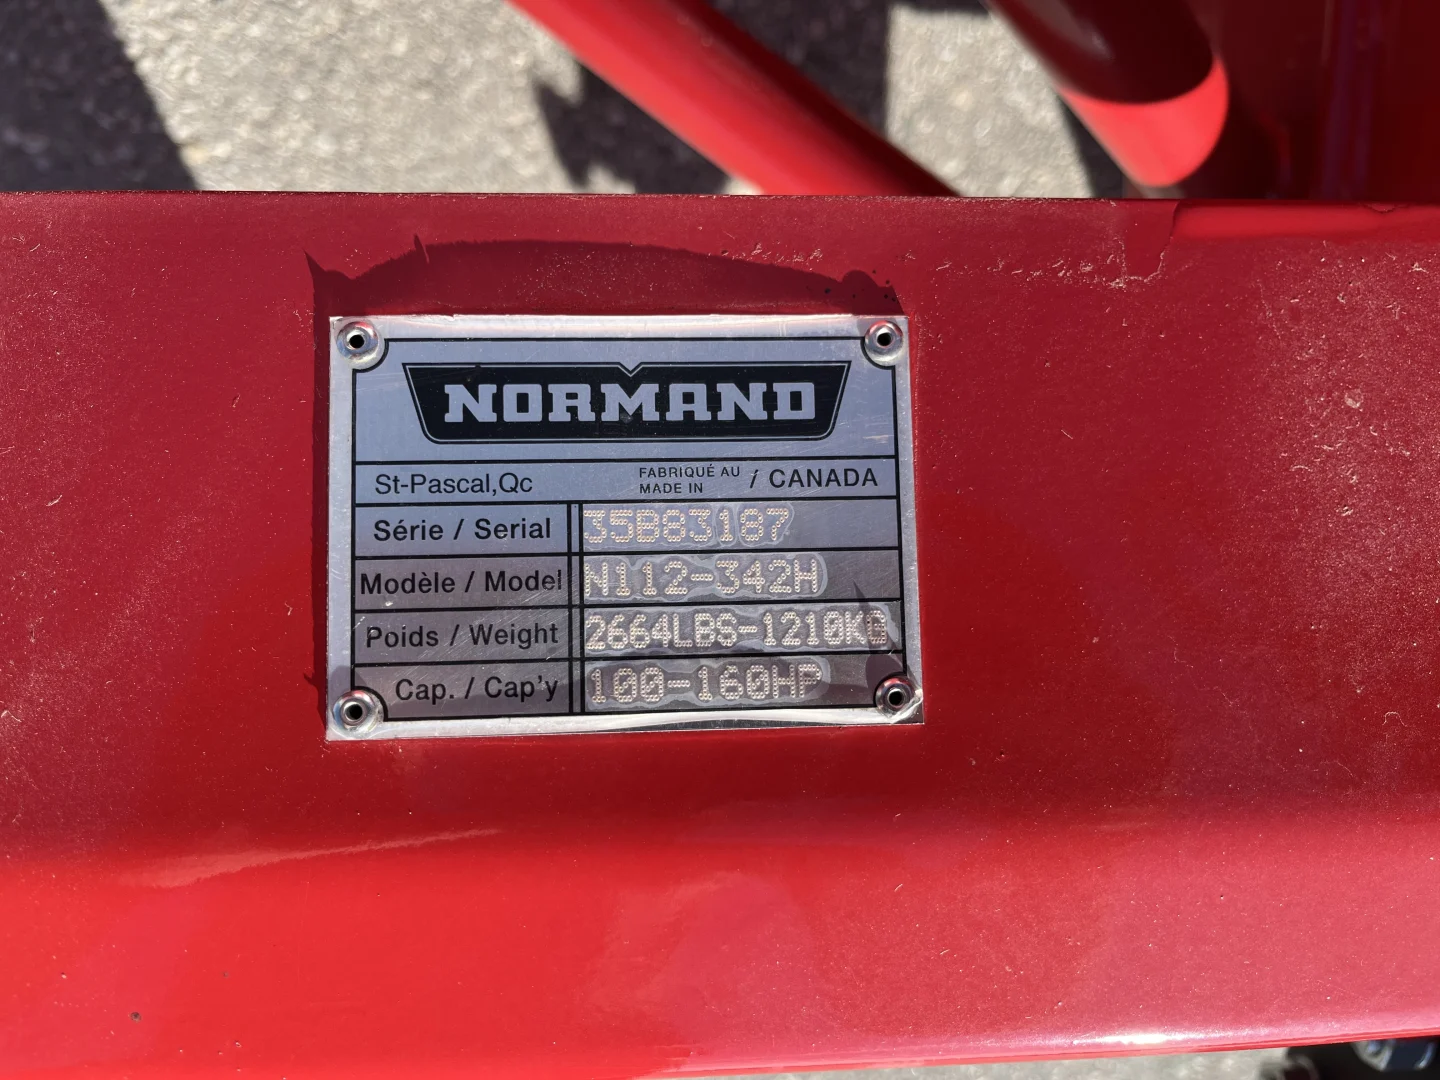 NORMAND
St-Pascal,Qc FABRIQUÉ AU / CANADA
MADE IN
Série / Serial 35B83187
Modèle / Model N112-342H
Poids / Weight 2664LBS-1210KG
Cap. / Cap'y 100-160HP